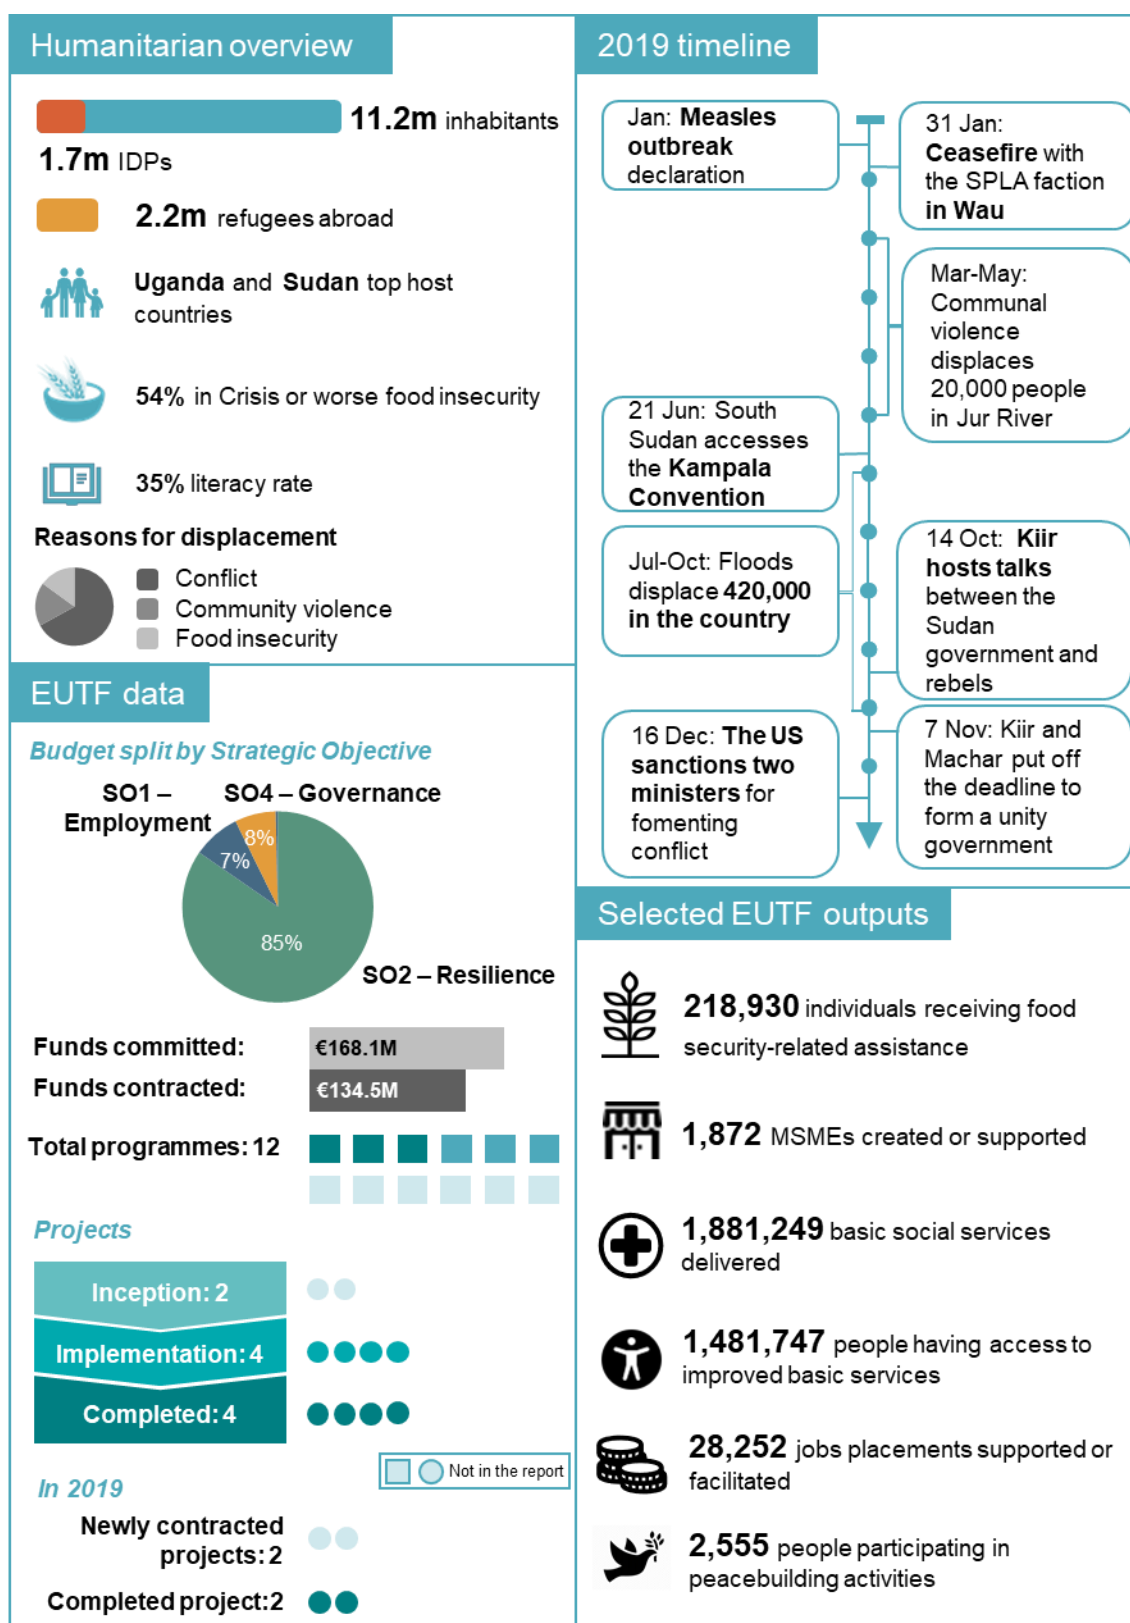 Humanitarian overview
11.2m inhabitants
1.7m IDPs
2.2m refugees abroad
Uganda and Sudan top host
countries
54% in Crisis or worse food insecurity
35% literacy rate
Reasons for displacement
Conflict
Community violence
Food insecurity
EUTF data
Budget split by Strategic Objective
SO1 –
Employment
SO4 – Governance
8%
7%
85%
SO2 – Resilience
Funds committed:
€168.1M
Funds contracted:
€134.5M
Total programmes: 12
Projects
Inception: 2
Implementation: 4
Completed: 4
Not in the report
In 2019
Newly contracted
projects: 2
Completed project:2
2019 timeline
Jan: Measles
outbreak
declaration
31 Jan:
Ceasefire with
the SPLA faction
in Wau
Mar-May:
Communal
violence
displaces
20,000 people
in Jur River
21 Jun: South
Sudan accesses
the Kampala
Convention
Jul-Oct: Floods
displace 420,000
in the country
14 Oct: Kiir
hosts talks
between the
Sudan
government and
rebels
16 Dec: The US
sanctions two
ministers for
fomenting
conflict
7 Nov: Kiir and
Machar put off
the deadline to
form a unity
government
Selected EUTF outputs
218,930 individuals receiving food
security-related assistance
1,872 MSMEs created or supported
1,881,249 basic social services
delivered
1,481,747 people having access to
improved basic services
28,252 jobs placements supported or
facilitated
2,555 people participating in
peacebuilding activities